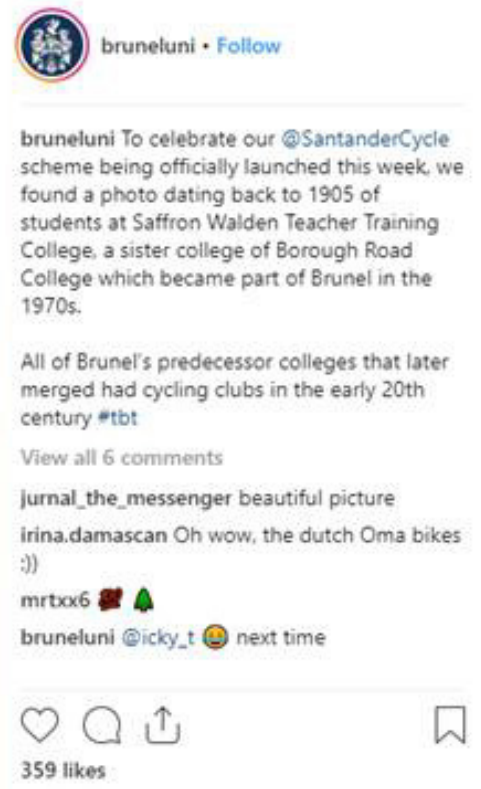 bruneluni • Follow
bruneluni To celebrate our @SantanderCycle
scheme being officially launched this week, we
found a photo dating back to 1905 of
students at Saffron Walden Teacher Training
College, a sister college of Borough Road
College which became part of Brunel in the
1970s.
All of Brunel's predecessor colleges that later
merged had cycling clubs in the early 20th
century #tbt
View all 6 comments
jurnal_the_messenger beautiful picture
irina.damascan Oh wow, the dutch Oma bikes
:))
mrtxx6
bruneluni @icky_t 😂 next time
359 likes